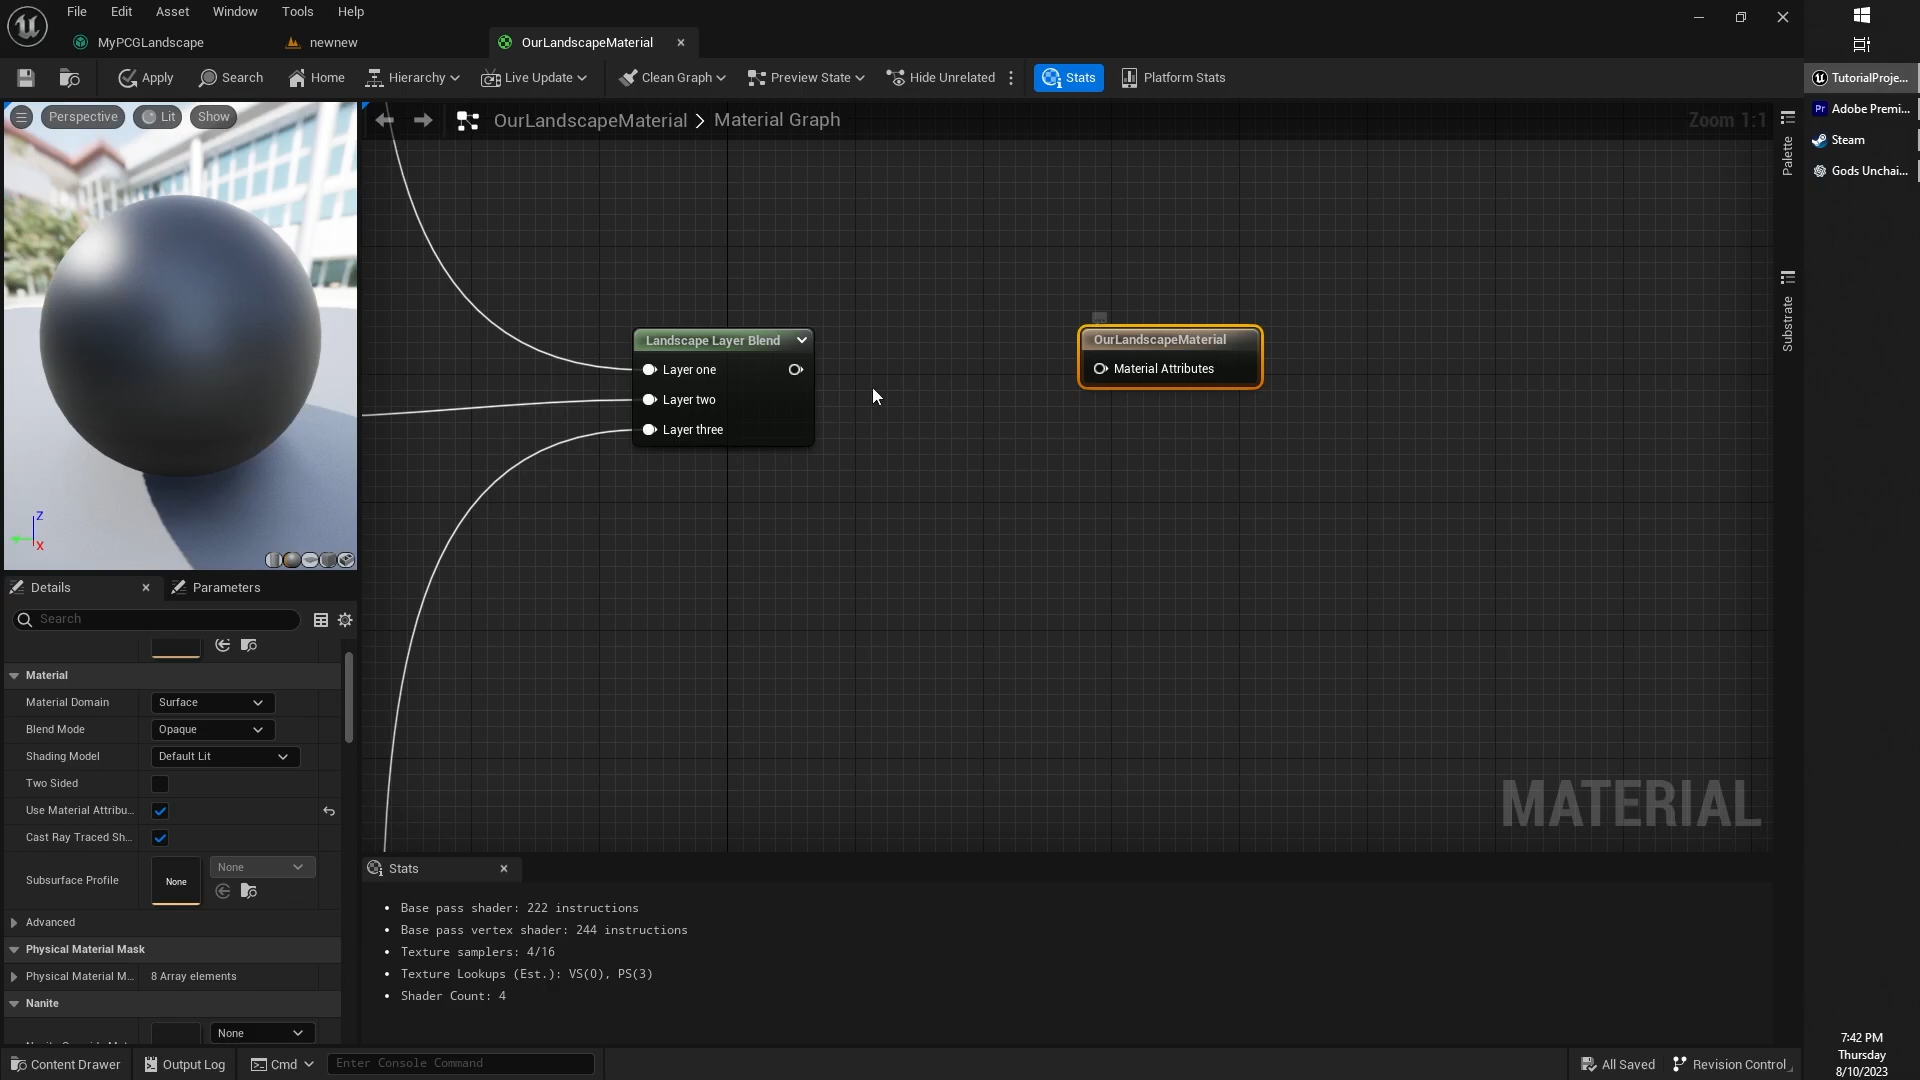 File Edit Asset Window Tools Help
MyPCGLandscape newnew OurLandscapeMaterial
Apply Search Home Hierarchy Live Update Clean Graph Preview State Hide Unrelated Stats Platform Stats
TutorialProje...
Adobe Premi...
Steam
Gods Unchai...
Perspective Lit Show
OurLandscapeMaterial > Material Graph
Zoom 1:1
Palette
Substrate
Landscape Layer Blend
Layer one
Layer two
Layer three
OurLandscapeMaterial
Material Attributes
MATERIAL
Z
X
Details Parameters
Search
Material
Material Domain Surface
Blend Mode Opaque
Shading Model Default Lit
Two Sided
Use Material Attribu...
Cast Ray Traced Sh...
Subsurface Profile None None
Advanced
Physical Material Mask
Physical Material M... 8 Array elements
Nanite
None
Stats
• Base pass shader: 222 instructions
• Base pass vertex shader: 244 instructions
• Texture samplers: 4/16
• Texture Lookups (Est.): VS(0), PS(3)
• Shader Count: 4
Content Drawer Output Log Cmd Enter Console Command All Saved Revision Control
7:42 PM
Thursday
8/10/2023